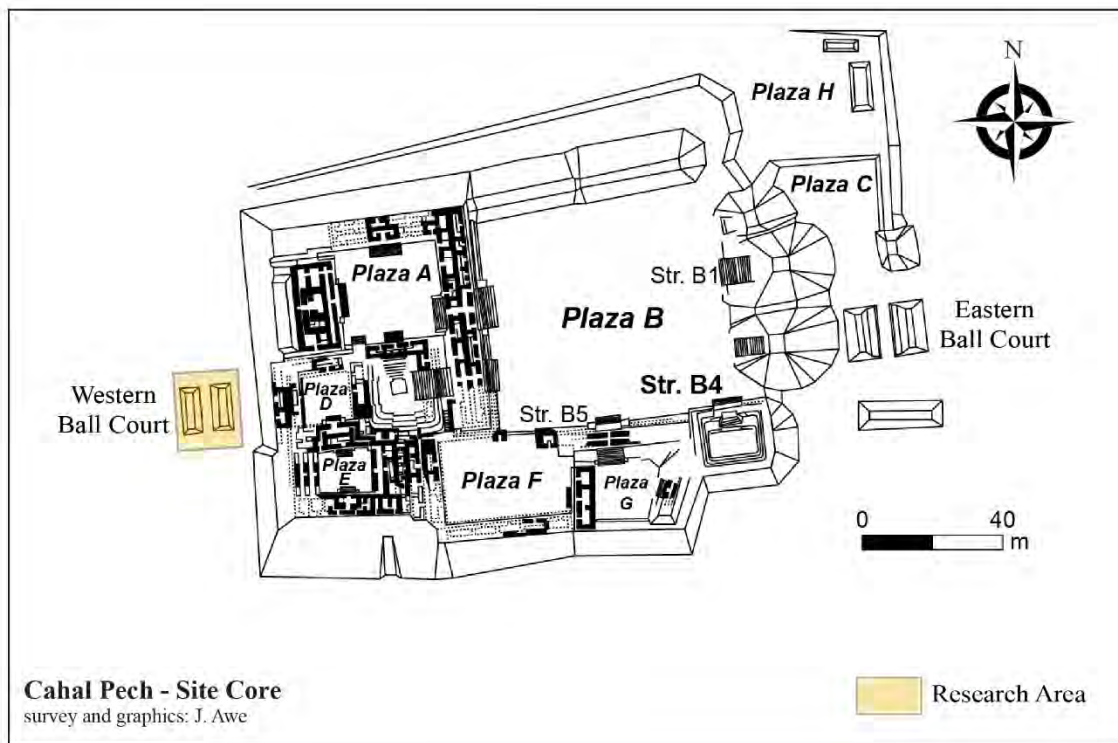 N
Plaza H
Plaza C
Plaza A
Str. B1
Plaza B
Eastern
Ball Court
Western
Ball Court
Plaza
D
Str. B4
Str. B5
Plaza
E
Plaza F
Plaza
G
0 40
m
Cahal Pech - Site Core
survey and graphics: J. Awe
Research Area